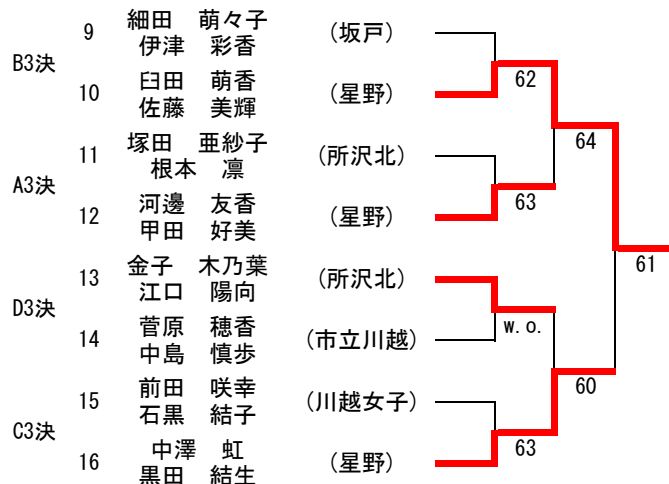 細田 萌々子
9 (坂戸)
伊津 彩香
B3決
62
臼田 萌香
10 (星野)
佐藤 美輝
64
塚田 亜紗子
11 (所沢北)
根本 凛
A3決
63
河邊 友香
12 (星野)
甲田 好美
61
金子 木乃葉
13 (所沢北)
江口 陽向
D3決
w.o.
菅原 穂香
14 (市立川越)
中島 慎歩
60
前田 咲幸
15 (川越女子)
石黒 結子
C3決
63
中澤 虹
16 (星野)
黒田 結生